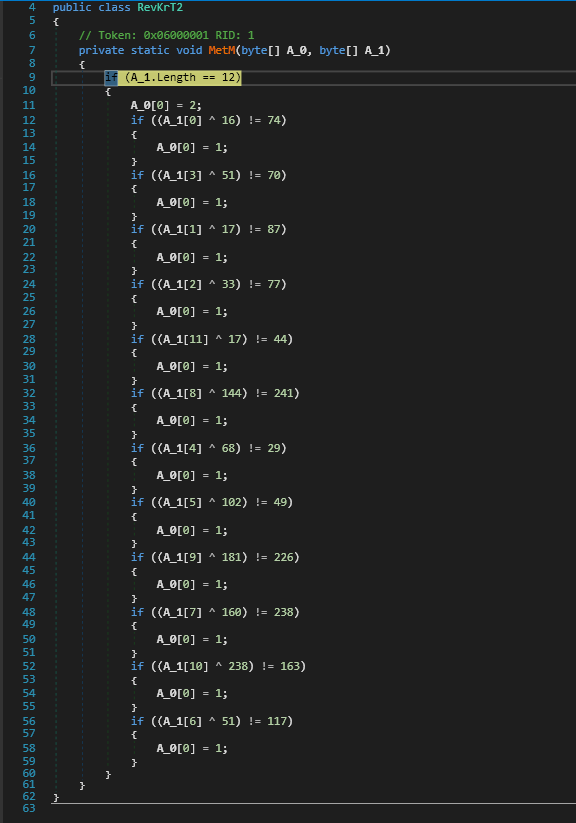 4 public class RevKrT2
5 {
6 // Token: 0x06000001 RID: 1
7 private static void MetM(byte[] A_0, byte[] A_1)
8 {
9 if (A_1.Length == 12)
10 {
11 A_0[0] = 2;
12 if ((A_1[0] ^ 16) != 74)
13 {
14 A_0[0] = 1;
15 }
16 if ((A_1[3] ^ 51) != 70)
17 {
18 A_0[0] = 1;
19 }
20 if ((A_1[1] ^ 17) != 87)
21 {
22 A_0[0] = 1;
23 }
24 if ((A_1[2] ^ 33) != 77)
25 {
26 A_0[0] = 1;
27 }
28 if ((A_1[11] ^ 17) != 44)
29 {
30 A_0[0] = 1;
31 }
32 if ((A_1[8] ^ 144) != 241)
33 {
34 A_0[0] = 1;
35 }
36 if ((A_1[4] ^ 68) != 29)
37 {
38 A_0[0] = 1;
39 }
40 if ((A_1[5] ^ 102) != 49)
41 {
42 A_0[0] = 1;
43 }
44 if ((A_1[9] ^ 181) != 226)
45 {
46 A_0[0] = 1;
47 }
48 if ((A_1[7] ^ 160) != 238)
49 {
50 A_0[0] = 1;
51 }
52 if ((A_1[10] ^ 238) != 163)
53 {
54 A_0[0] = 1;
55 }
56 if ((A_1[6] ^ 51) != 117)
57 {
58 A_0[0] = 1;
59 }
60 }
61 }
62 }
63